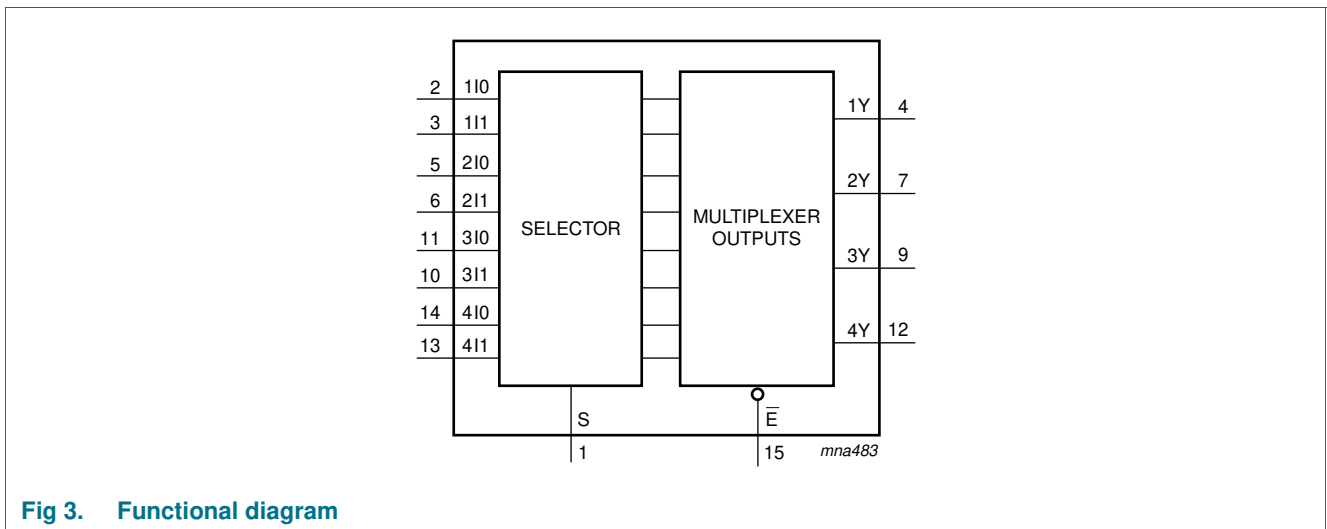 2 1I0
3 1I1
5 2I0
6 2I1
11 3I0
10 3I1
14 4I0
13 4I1
SELECTOR
MULTIPLEXER
OUTPUTS
1Y 4
2Y 7
3Y 9
4Y 12
S
1
E̅
15
mna483
Fig 3. Functional diagram